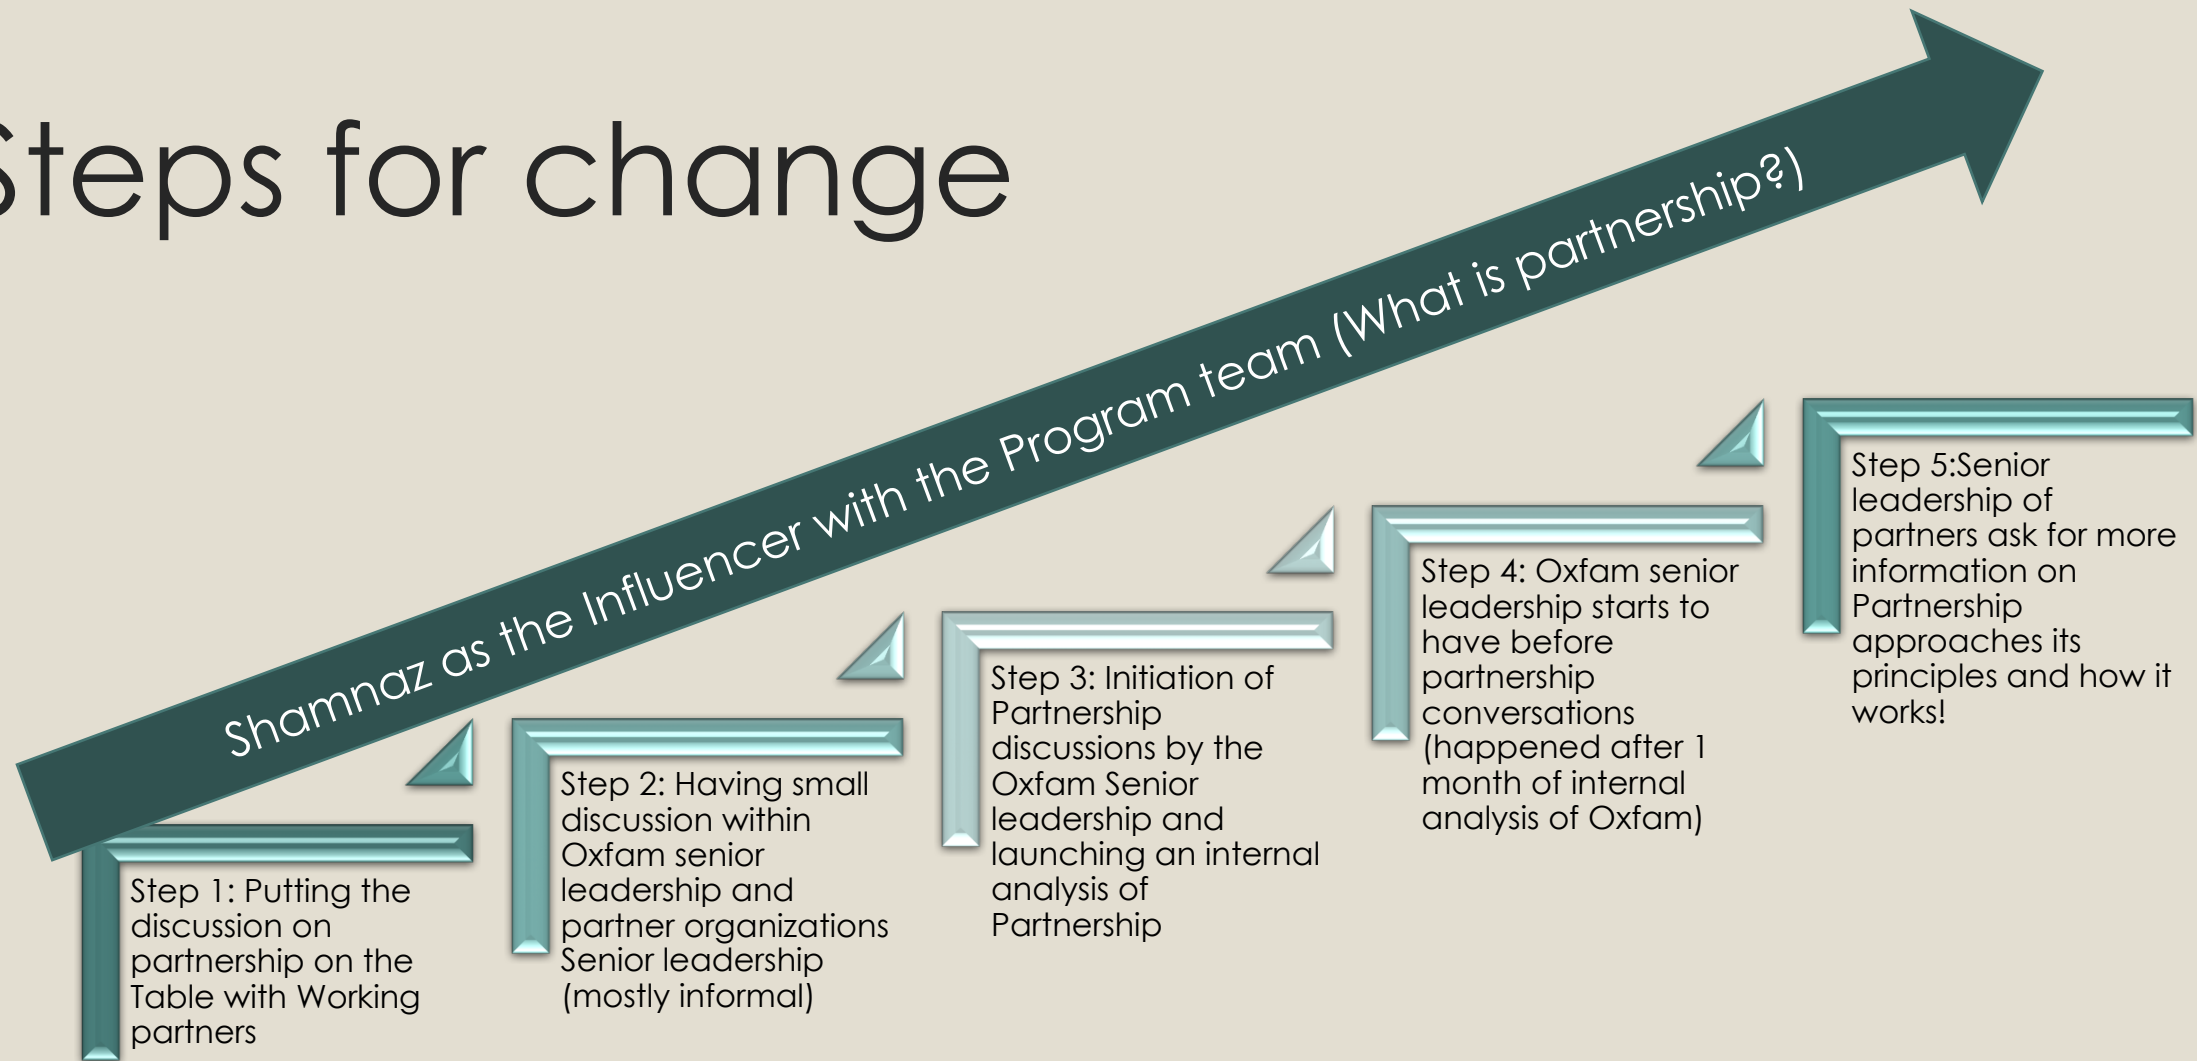 Steps for change
Shamnaz as the Influencer with the Program team (What is partnership?)
Step 1: Putting the
discussion on
partnership on the
Table with Working
partners
Step 2: Having small
discussion within
Oxfam senior
leadership and
partner organizations
Senior leadership
(mostly informal)
Step 3: Initiation of
Partnership
discussions by the
Oxfam Senior
leadership and
launching an internal
analysis of
Partnership
Step 4: Oxfam senior
leadership starts to
have before
partnership
conversations
(happened after 1
month of internal
analysis of Oxfam)
Step 5:Senior
leadership of
partners ask for more
information on
Partnership
approaches its
principles and how it
works!